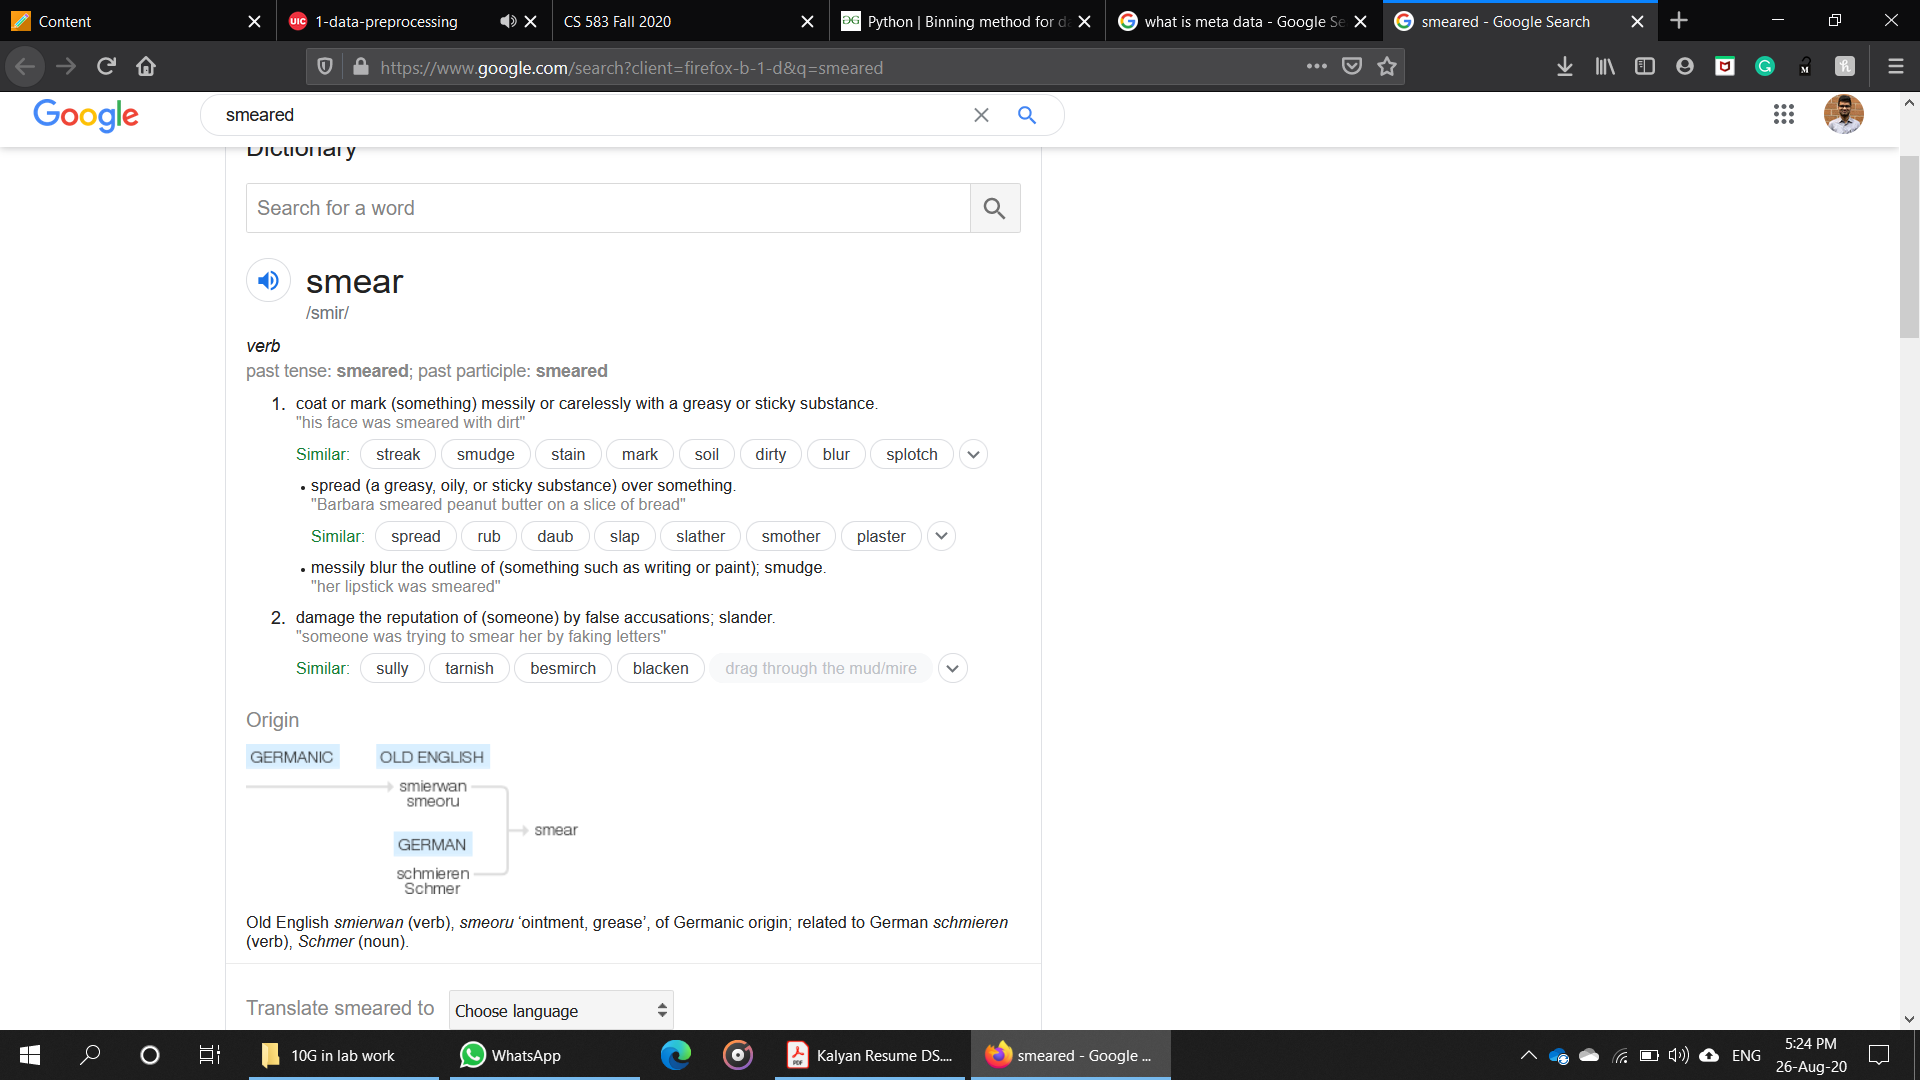 Content
1-data-preprocessing
CS 583 Fall 2020
Python | Binning method for d
what is meta data - Google Se
smeared - Google Search
https://www.google.com/search?client=firefox-b-1-d&q=smeared
Google
smeared
Dictionary
Search for a word
smear
/smir/
verb
past tense: smeared; past participle: smeared
1. coat or mark (something) messily or carelessly with a greasy or sticky substance.
"his face was smeared with dirt"
Similar: streak smudge stain mark soil dirty blur splotch
• spread (a greasy, oily, or sticky substance) over something.
"Barbara smeared peanut butter on a slice of bread"
Similar: spread rub daub slap slather smother plaster
• messily blur the outline of (something such as writing or paint); smudge.
"her lipstick was smeared"
2. damage the reputation of (someone) by false accusations; slander.
"someone was trying to smear her by faking letters"
Similar: sully tarnish besmirch blacken drag through the mud/mire
Origin
GERMANIC OLD ENGLISH
smierwan
smeoru
smear
GERMAN
schmieren
Schmer
Old English smierwan (verb), smeoru ‘ointment, grease’, of Germanic origin; related to German schmieren
(verb), Schmer (noun).
Translate smeared to Choose language
10G in lab work
WhatsApp
Kalyan Resume DS....
smeared - Google ...
ENG
5:24 PM
26-Aug-20